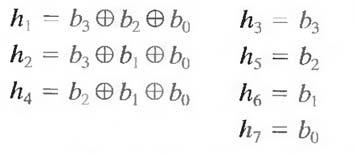 h₁ = b₃ ⊕ b₂ ⊕ b₀
h₂ = b₃ ⊕ b₁ ⊕ b₀
h₄ = b₂ ⊕ b₁ ⊕ b₀
h₃ = b₃
h₅ = b₂
h₆ = b₁
h₇ = b₀